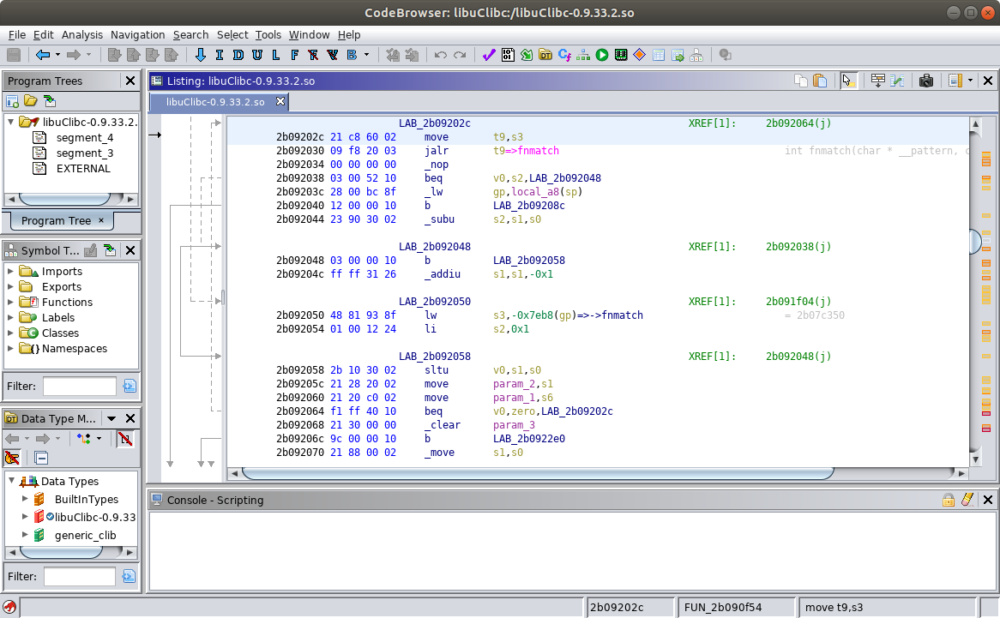 CodeBrowser: libuClibc:/libuClibc-0.9.33.2.so
File Edit Analysis Navigation Search Select Tools Window Help
I D U L F V B
Program Trees
libuClibc-0.9.33.2.
segment_4
segment_3
EXTERNAL
Program Tree ×
Symbol T...
Imports
Exports
Functions
Labels
Classes
Namespaces
Filter:
Data Type M...
Data Types
BuiltInTypes
libuClibc-0.9.33
generic_clib
Filter:
Listing: libuClibc-0.9.33.2.so
libuClibc-0.9.33.2.so
LAB_2b09202c XREF[1]: 2b092064(j)
2b09202c 21 c8 60 02 move t9,s3
2b092030 09 f8 20 03 jalr t9=>fnmatch int fnmatch(char * __pattern, c
2b092034 00 00 00 00 _nop
2b092038 03 00 52 10 beq v0,s2,LAB_2b092048
2b09203c 28 00 bc 8f _lw gp,local_a8(sp)
2b092040 12 00 00 10 b LAB_2b09208c
2b092044 23 90 30 02 _subu s2,s1,s0
LAB_2b092048 XREF[1]: 2b092038(j)
2b092048 03 00 00 10 b LAB_2b092058
2b09204c ff ff 31 26 _addiu s1,s1,-0x1
LAB_2b092050 XREF[1]: 2b091f04(j)
2b092050 48 81 93 8f lw s3,-0x7eb8(gp)=>->fnmatch = 2b07c350
2b092054 01 00 12 24 li s2,0x1
LAB_2b092058 XREF[1]: 2b092048(j)
2b092058 2b 10 30 02 sltu v0,s1,s0
2b09205c 21 28 20 02 move param_2,s1
2b092060 21 20 c0 02 move param_1,s6
2b092064 f1 ff 40 10 beq v0,zero,LAB_2b09202c
2b092068 21 30 00 00 _clear param_3
2b09206c 9c 00 00 10 b LAB_2b0922e0
2b092070 21 88 00 02 _move s1,s0
Console - Scripting
2b09202c FUN_2b090f54 move t9,s3